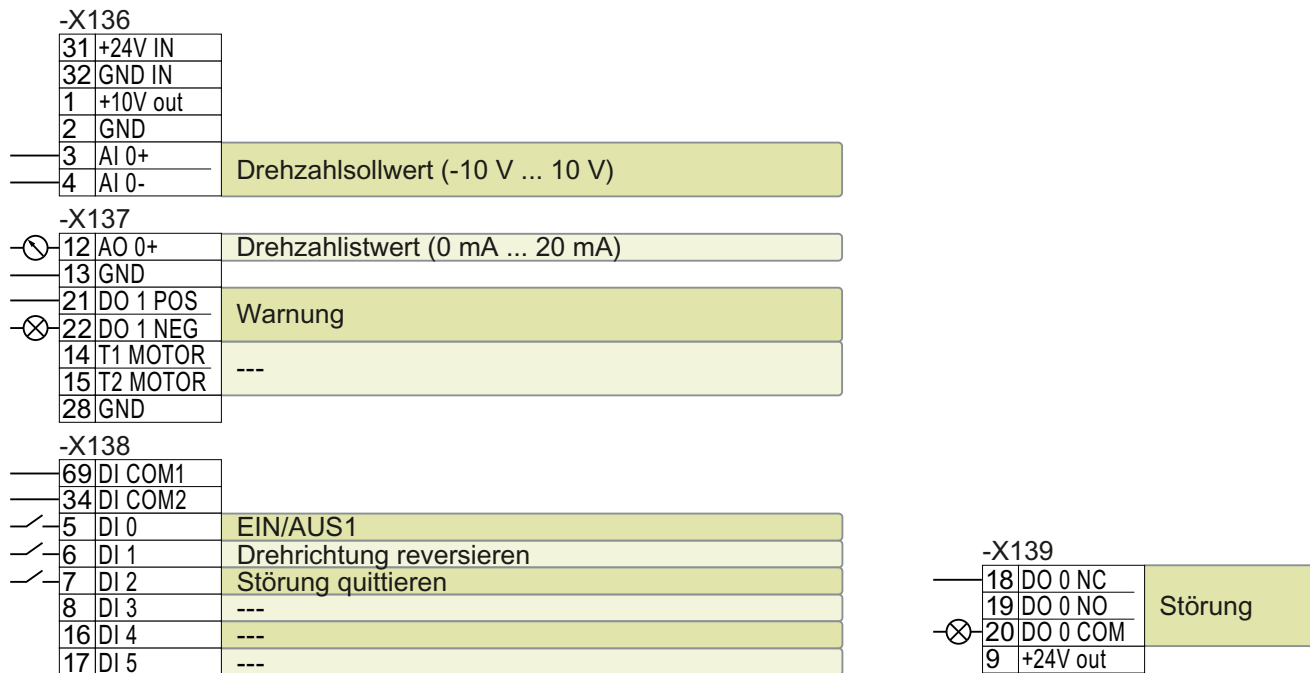 -X136
31 +24V IN
32 GND IN
1 +10V out
2 GND
3 AI 0+
Drehzahlsollwert (-10 V ... 10 V)
4 AI 0-
-X137
12 AO 0+ Drehzahlistwert (0 mA ... 20 mA)
13 GND
21 DO 1 POS
Warnung
22 DO 1 NEG
14 T1 MOTOR
---
15 T2 MOTOR
28 GND
-X138
69 DI COM1
34 DI COM2
5 DI 0 EIN/AUS1
6 DI 1 Drehrichtung reversieren
7 DI 2 Störung quittieren
8 DI 3 ---
16 DI 4 ---
17 DI 5 ---
-X139
18 DO 0 NC
19 DO 0 NO Störung
20 DO 0 COM
9 +24V out